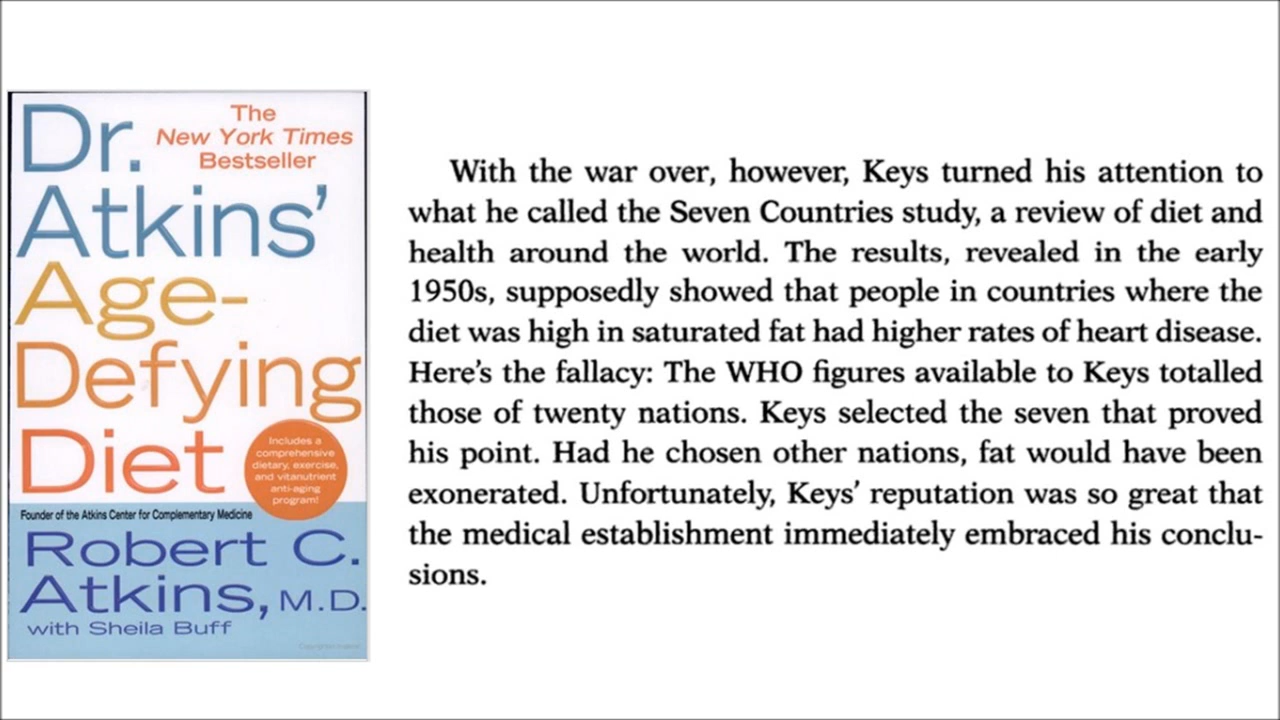 Dr.
The
New York Times
Bestseller
Atkins'
Age-
Defying
Diet
Includes a
comprehensive
dietary, exercise,
and vitanutrient
anti-aging
program!
Founder of the Atkins Center for Complementary Medicine
Robert C.
Atkins, M.D.
with Sheila Buff
With the war over, however, Keys turned his attention to
what he called the Seven Countries study, a review of diet and
health around the world. The results, revealed in the early
1950s, supposedly showed that people in countries where the
diet was high in saturated fat had higher rates of heart disease.
Here's the fallacy: The WHO figures available to Keys totalled
those of twenty nations. Keys selected the seven that proved
his point. Had he chosen other nations, fat would have been
exonerated. Unfortunately, Keys' reputation was so great that
the medical establishment immediately embraced his conclu-
sions.